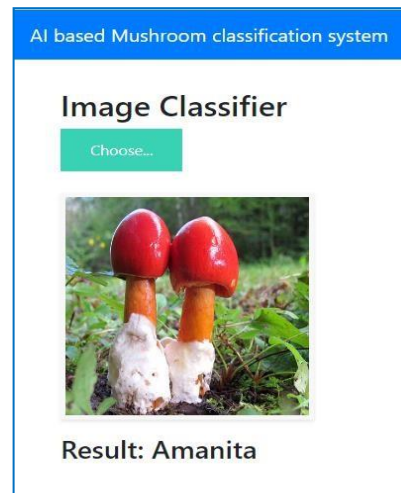 AI based Mushroom classification system
Image Classifier
Choose...
Result: Amanita